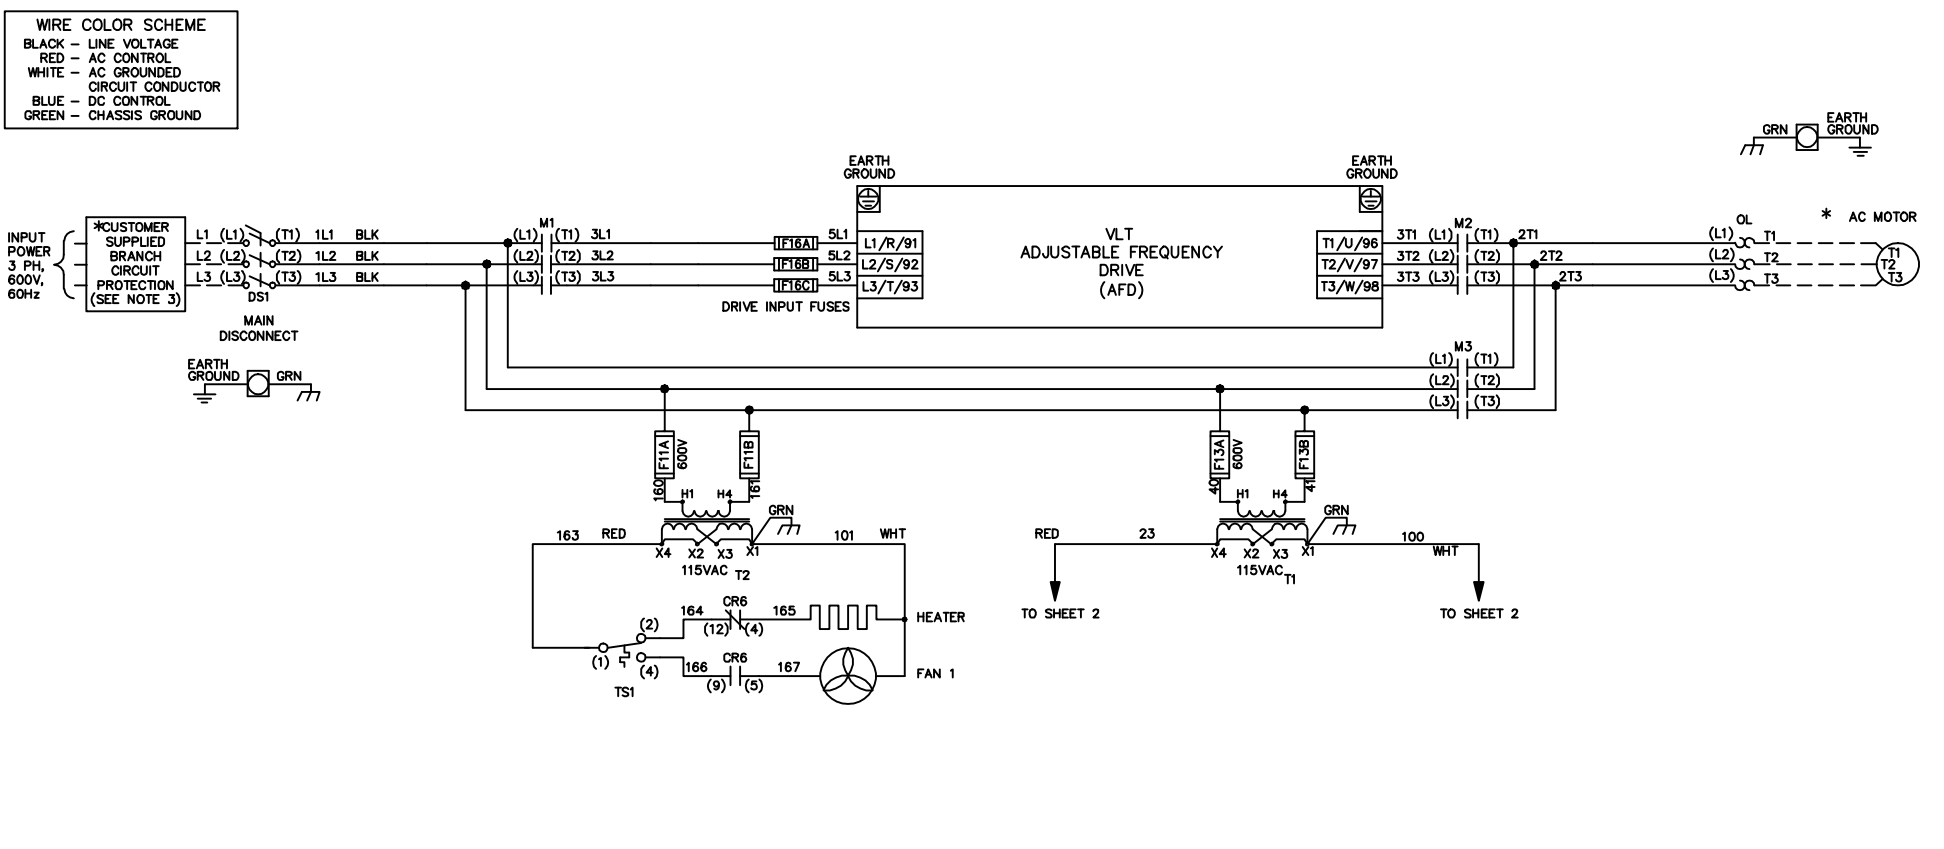 WIRE COLOR SCHEME
BLACK – LINE VOLTAGE
RED – AC CONTROL
WHITE – AC GROUNDED
CIRCUIT CONDUCTOR
BLUE – DC CONTROL
GREEN – CHASSIS GROUND
INPUT
POWER
3 PH,
600V,
60Hz
*CUSTOMER
SUPPLIED
BRANCH
CIRCUIT
PROTECTION
(SEE NOTE 3)
L1 (L1) (T1) 1L1 BLK
L2 (L2) (T2) 1L2 BLK
L3 (L3) (T3) 1L3 BLK
DS1
MAIN
DISCONNECT
EARTH
GROUND GRN
M1
(L1) (T1) 3L1
(L2) (T2) 3L2
(L3) (T3) 3L3
F16A 5L1
F16B 5L2
F16C 5L3
DRIVE INPUT FUSES
EARTH
GROUND
L1/R/91
L2/S/92
L3/T/93
VLT
ADJUSTABLE FREQUENCY
DRIVE
(AFD)
EARTH
GROUND
T1/U/96
T2/V/97
T3/W/98
M2
3T1 (L1) (T1) 2T1
3T2 (L2) (T2) 2T2
3T3 (L3) (T3) 2T3
M3
(L1) (T1)
(L2) (T2)
(L3) (T3)
GRN EARTH
GROUND
OL
(L1) T1
(L2) T2
(L3) T3
* AC MOTOR
T1
T2
T3
F11A 600V F11B
160 H1 H4 161
GRN
163 RED 101 WHT
X4 X2 X3 X1
115VAC T2
CR6
164 165
(12) (4)
HEATER
(2)
(1)
(4)
TS1
CR6
166 167
(9) (5)
FAN 1
F13A 600V F13B
40 H1 H4 41
GRN
RED 23 100 WHT
X4 X2 X3 X1
115VAC T1
TO SHEET 2
TO SHEET 2